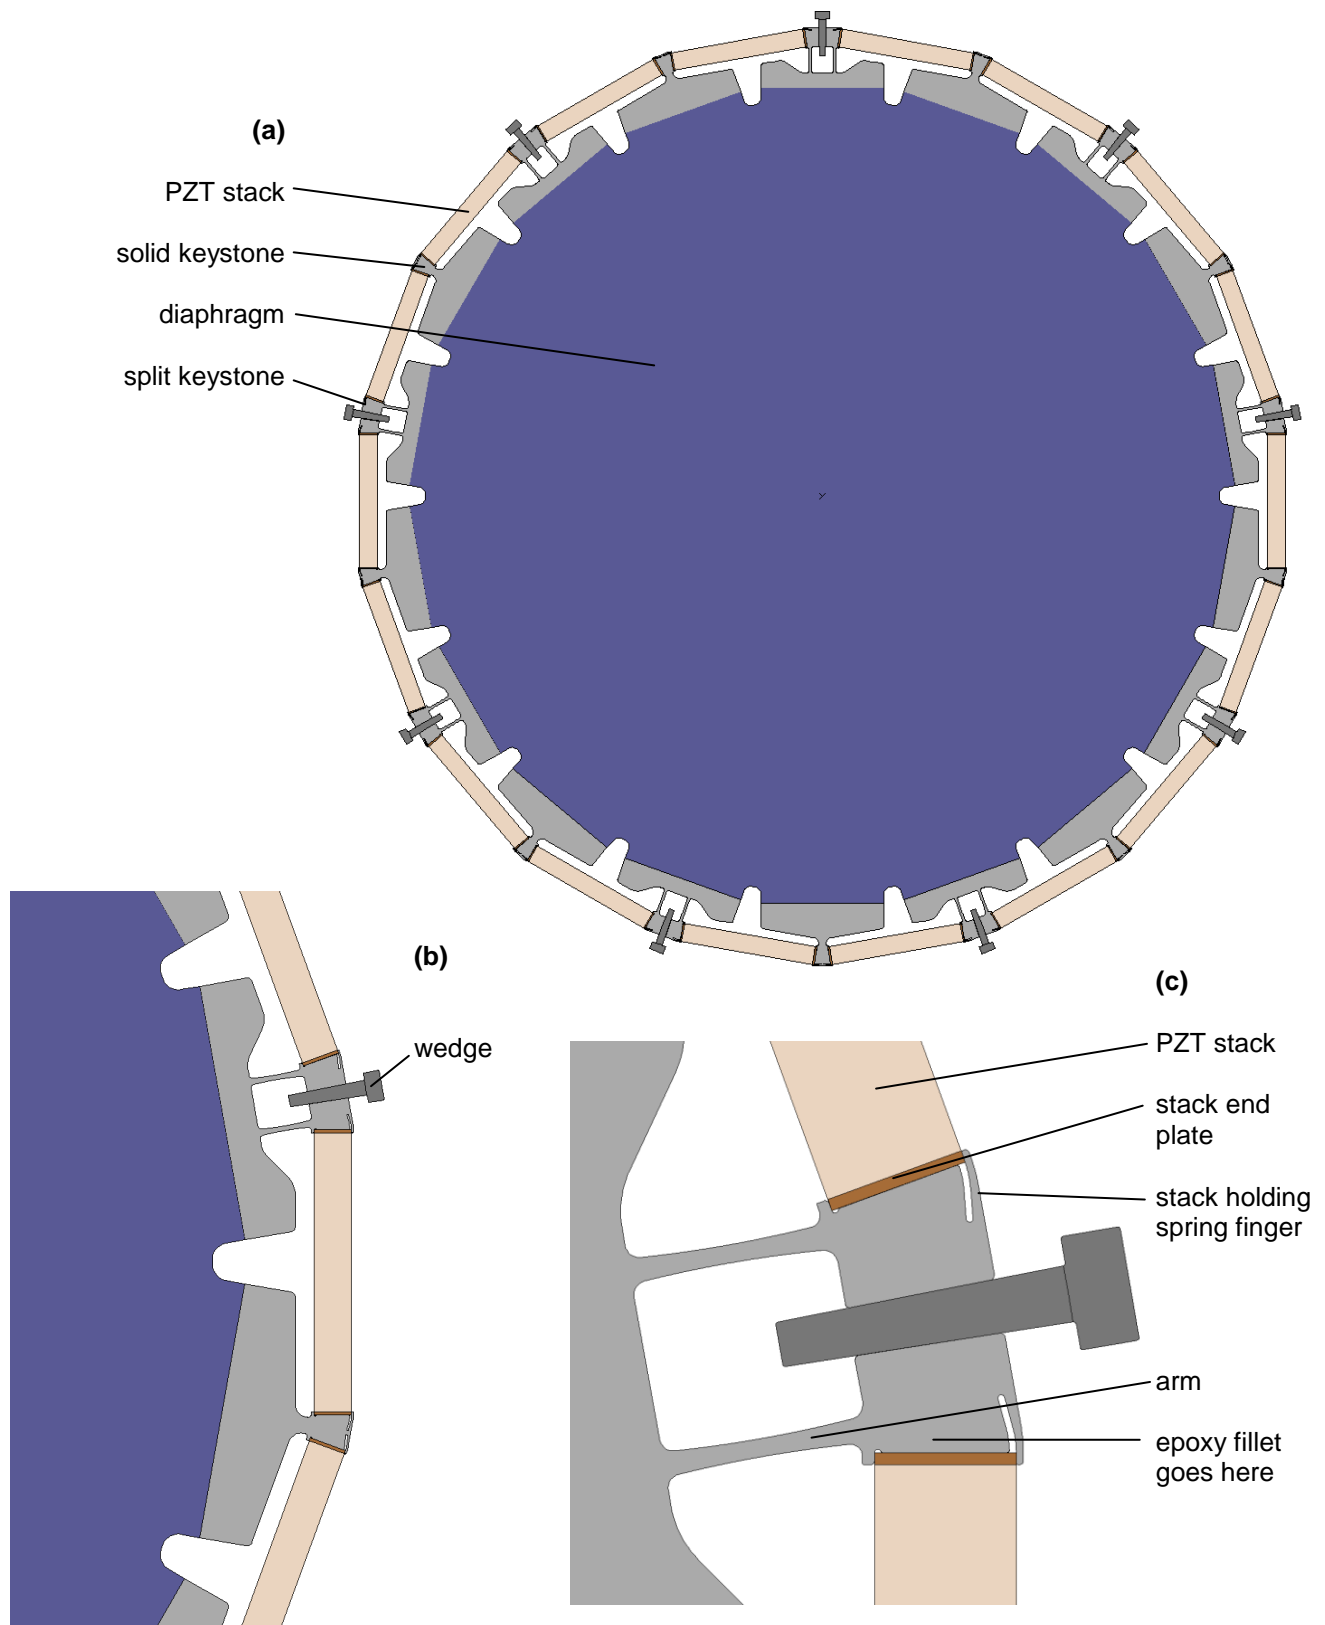 (a)
PZT stack
solid keystone
diaphragm
split keystone
(b)
wedge
(c)
PZT stack
stack end
plate
stack holding
spring finger
arm
epoxy fillet
goes here